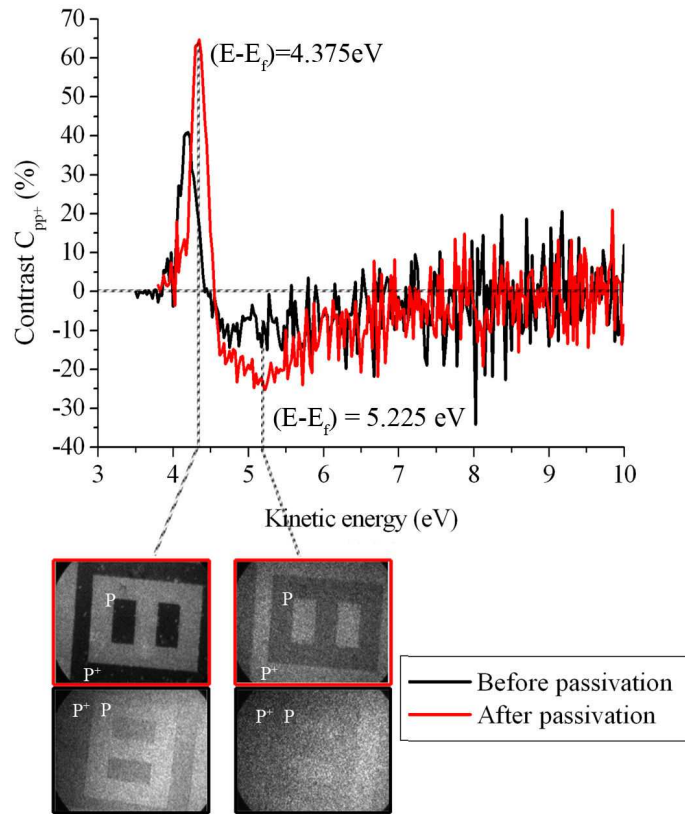 70
(E-E_f)=4.375eV
60
50
40
30
20
10
0
-10
-20
-30
-40
Contrast C_pp+ (%)
(E-E_f) = 5.225 eV
3 4 5 6 7 8 9 10
Kinetic energy (eV)
P P
P⁺ P⁺
P⁺ P P⁺ P
Before passivation
After passivation